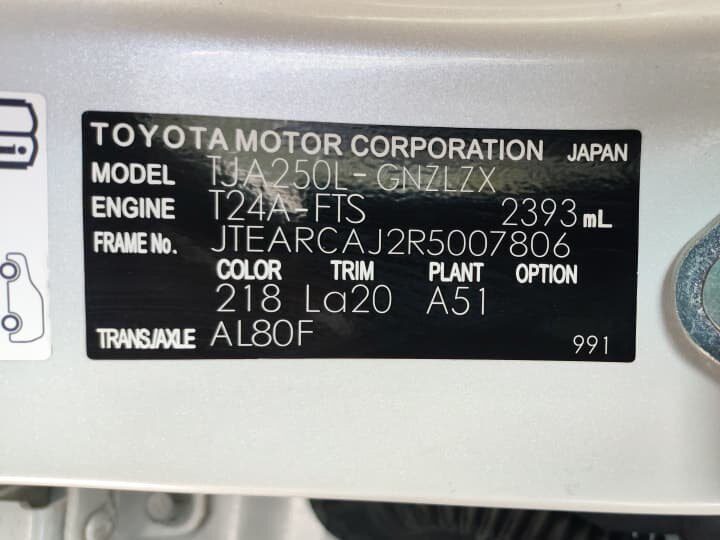 TOYOTA MOTOR CORPORATION JAPAN
MODEL TJA250L-GNZLZX
ENGINE T24A-FTS 2393 mL
FRAME No. JTEARCAJ2R5007806
COLOR TRIM PLANT OPTION
218 La20 A51
TRANS/AXLE AL80F 991